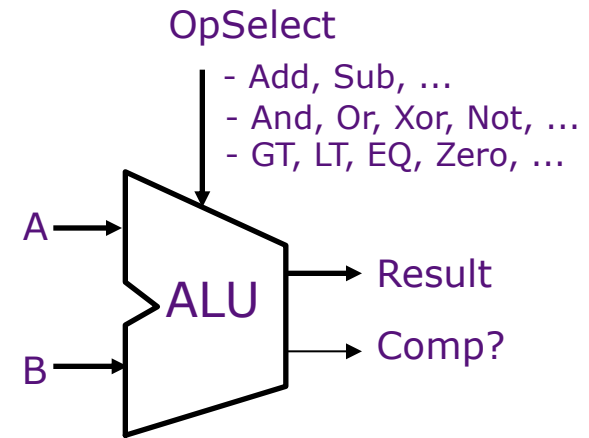 OpSelect
- Add, Sub, ...
- And, Or, Xor, Not, ...
- GT, LT, EQ, Zero, ...
A
ALU
Result
Comp?
B